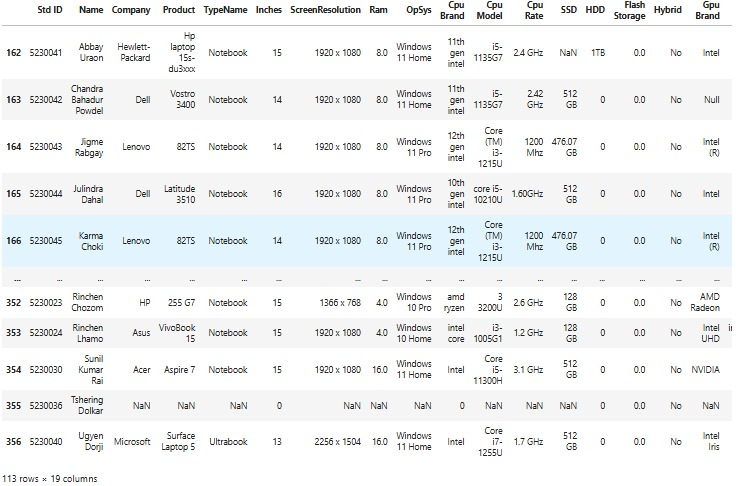 Std ID Name Company Product TypeName Inches ScreenResolution Ram OpSys Cpu Brand Cpu Model Cpu Rate SSD HDD Flash Storage Hybrid Gpu Brand
162 5230041 Abbay Uraon Hewlett-Packard Hp laptop 15s-du3xxx Notebook 15 1920 x 1080 8.0 Windows 11 Home 11th gen intel i5-1135G7 2.4 GHz NaN 1TB 0.0 No Intel
163 5230042 Chandra Bahadur Powdel Dell Vostro 3400 Notebook 14 1920 x 1080 8.0 Windows 11 Home 11th gen intel i5-1135G7 2.42 GHz 512 GB 0 0.0 No Null
164 5230043 Jigme Rabgay Lenovo 82TS Notebook 14 1920 x 1080 8.0 Windows 11 Pro 12th gen intel Core (TM) i3-1215U 1200 Mhz 476.07 GB 0 0.0 No Intel (R)
165 5230044 Julindra Dahal Dell Latitude 3510 Notebook 16 1920 x 1080 8.0 Windows 11 Pro 10th gen intel core i5-10210U 1.60GHz 512 GB 0 0.0 No Intel
166 5230045 Karma Choki Lenovo 82TS Notebook 14 1920 x 1080 8.0 Windows 11 Pro 12th gen intel Core (TM) i3-1215U 1200 Mhz 476.07 GB 0 0.0 No Intel (R)
... ... ... ... ... ... ... ... ... ... ... ... ... ... ... ... ... ...
352 5230023 Rinchen Chozom HP 255 G7 Notebook 15 1366 x 768 4.0 Windows 10 Pro amd ryzen 3 3200U 2.6 GHz 128 GB 0 0.0 No AMD Radeon
353 5230024 Rinchen Lhamo Asus VivoBook 15 Notebook 15 1920 x 1080 4.0 Windows 10 Home intel core i3-1005G1 1.2 GHz 128 GB 0 0.0 No Intel UHD
354 5230030 Sunil Kumar Rai Acer Aspire 7 Notebook 15 1920 x 1080 16.0 Windows 11 Home Intel Core i5-11300H 3.1 GHz 512 GB 0 0.0 No NVIDIA
355 5230036 Tshering Dolkar NaN NaN NaN 0 NaN NaN NaN 0 NaN NaN NaN 0 0.0 No NaN
356 5230040 Ugyen Dorji Microsoft Surface Laptop 5 Ultrabook 13 2256 x 1504 16.0 Windows 11 Home Intel Core i7-1255U 1.7 GHz 512 GB 0 0.0 No Intel Iris
113 rows × 19 columns